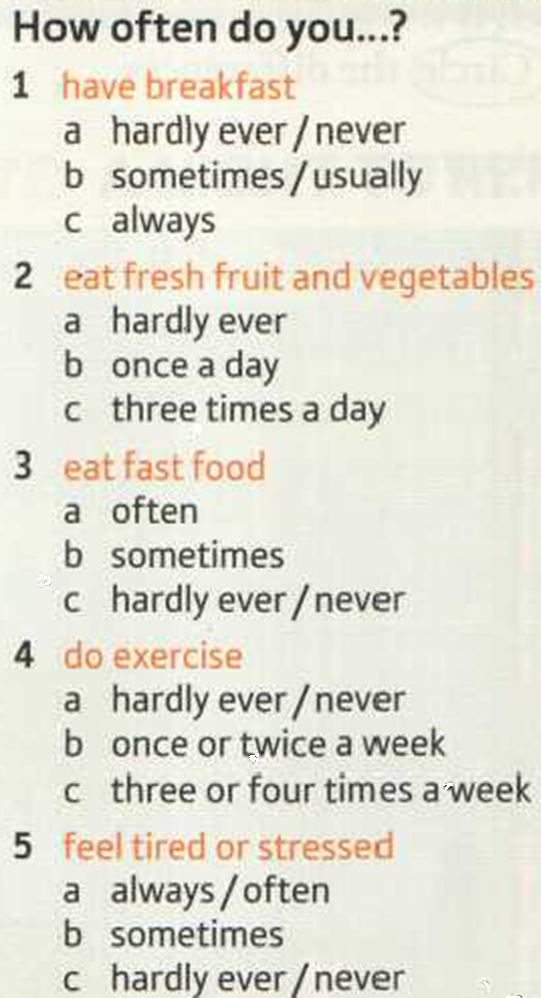 How often do you...?
1 have breakfast
a hardly ever / never
b sometimes / usually
c always
2 eat fresh fruit and vegetables
a hardly ever
b once a day
c three times a day
3 eat fast food
a often
b sometimes
c hardly ever / never
4 do exercise
a hardly ever / never
b once or twice a week
c three or four times a week
5 feel tired or stressed
a always / often
b sometimes
c hardly ever / never